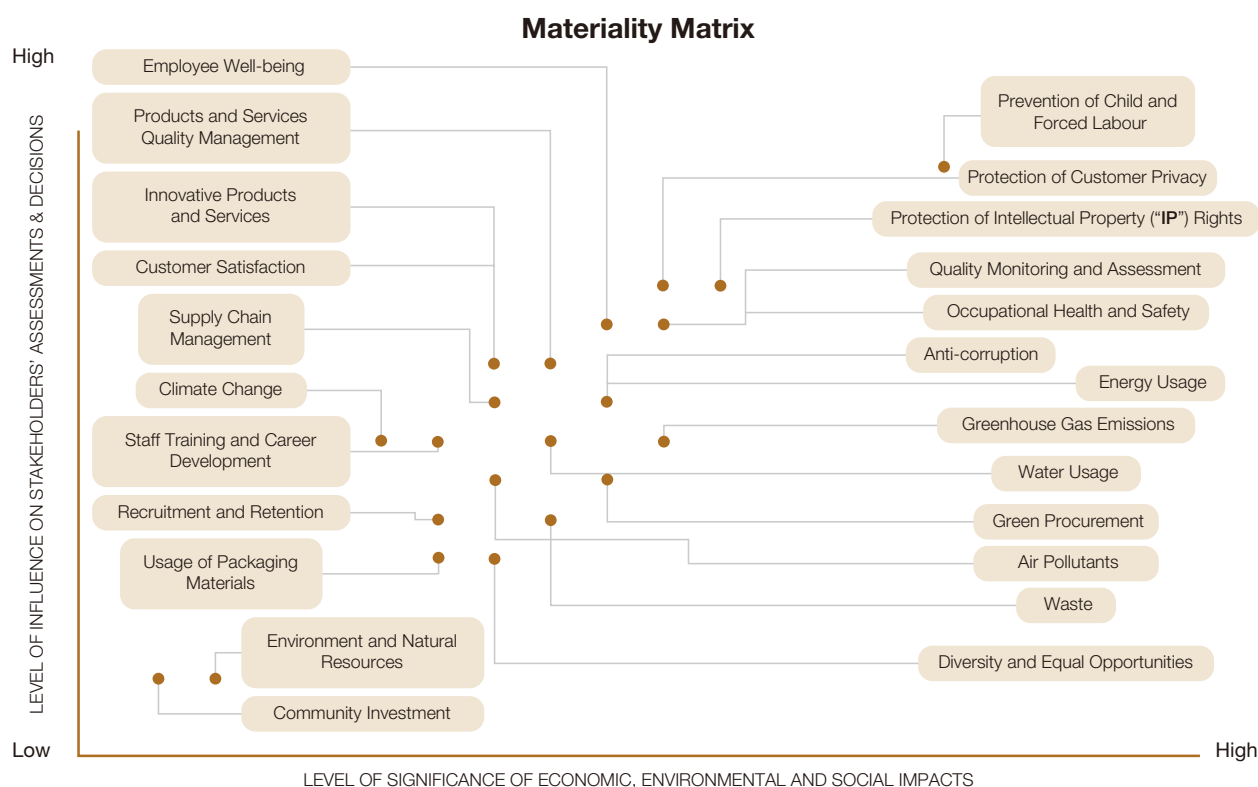 Materiality Matrix
High
LEVEL OF INFLUENCE ON STAKEHOLDERS' ASSESSMENTS & DECISIONS
Employee Well-being
Products and Services
Quality Management
Innovative Products
and Services
Customer Satisfaction
Supply Chain
Management
Climate Change
Staff Training and Career
Development
Recruitment and Retention
Usage of Packaging
Materials
Environment and Natural
Resources
Community Investment
Prevention of Child and
Forced Labour
Protection of Customer Privacy
Protection of Intellectual Property (“IP”) Rights
Quality Monitoring and Assessment
Occupational Health and Safety
Anti-corruption
Energy Usage
Greenhouse Gas Emissions
Water Usage
Green Procurement
Air Pollutants
Waste
Diversity and Equal Opportunities
Low
High
LEVEL OF SIGNIFICANCE OF ECONOMIC, ENVIRONMENTAL AND SOCIAL IMPACTS